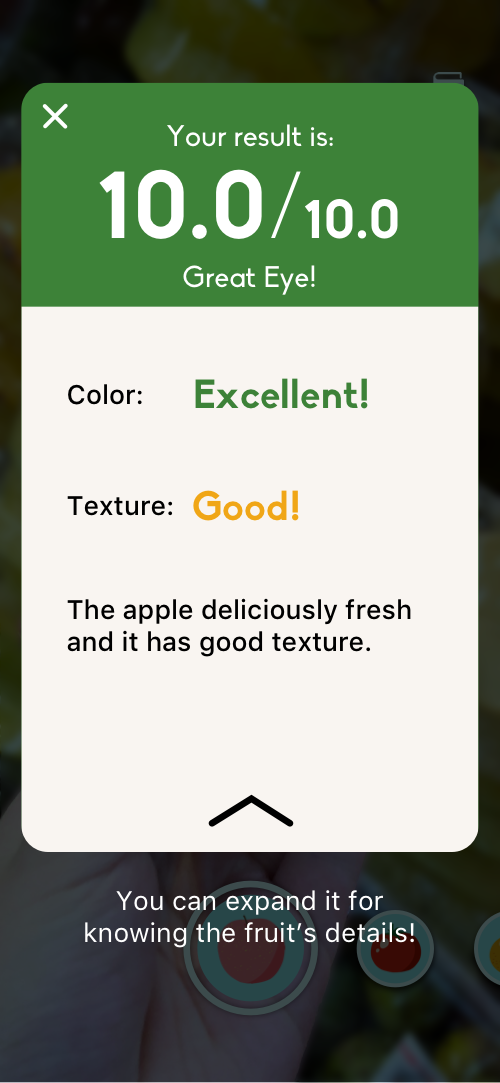 Your result is:
10.0/10.0
Great Eye!
Color: Excellent!
Texture: Good!
The apple deliciously fresh
and it has good texture.
You can expand it for
knowing the fruit's details!